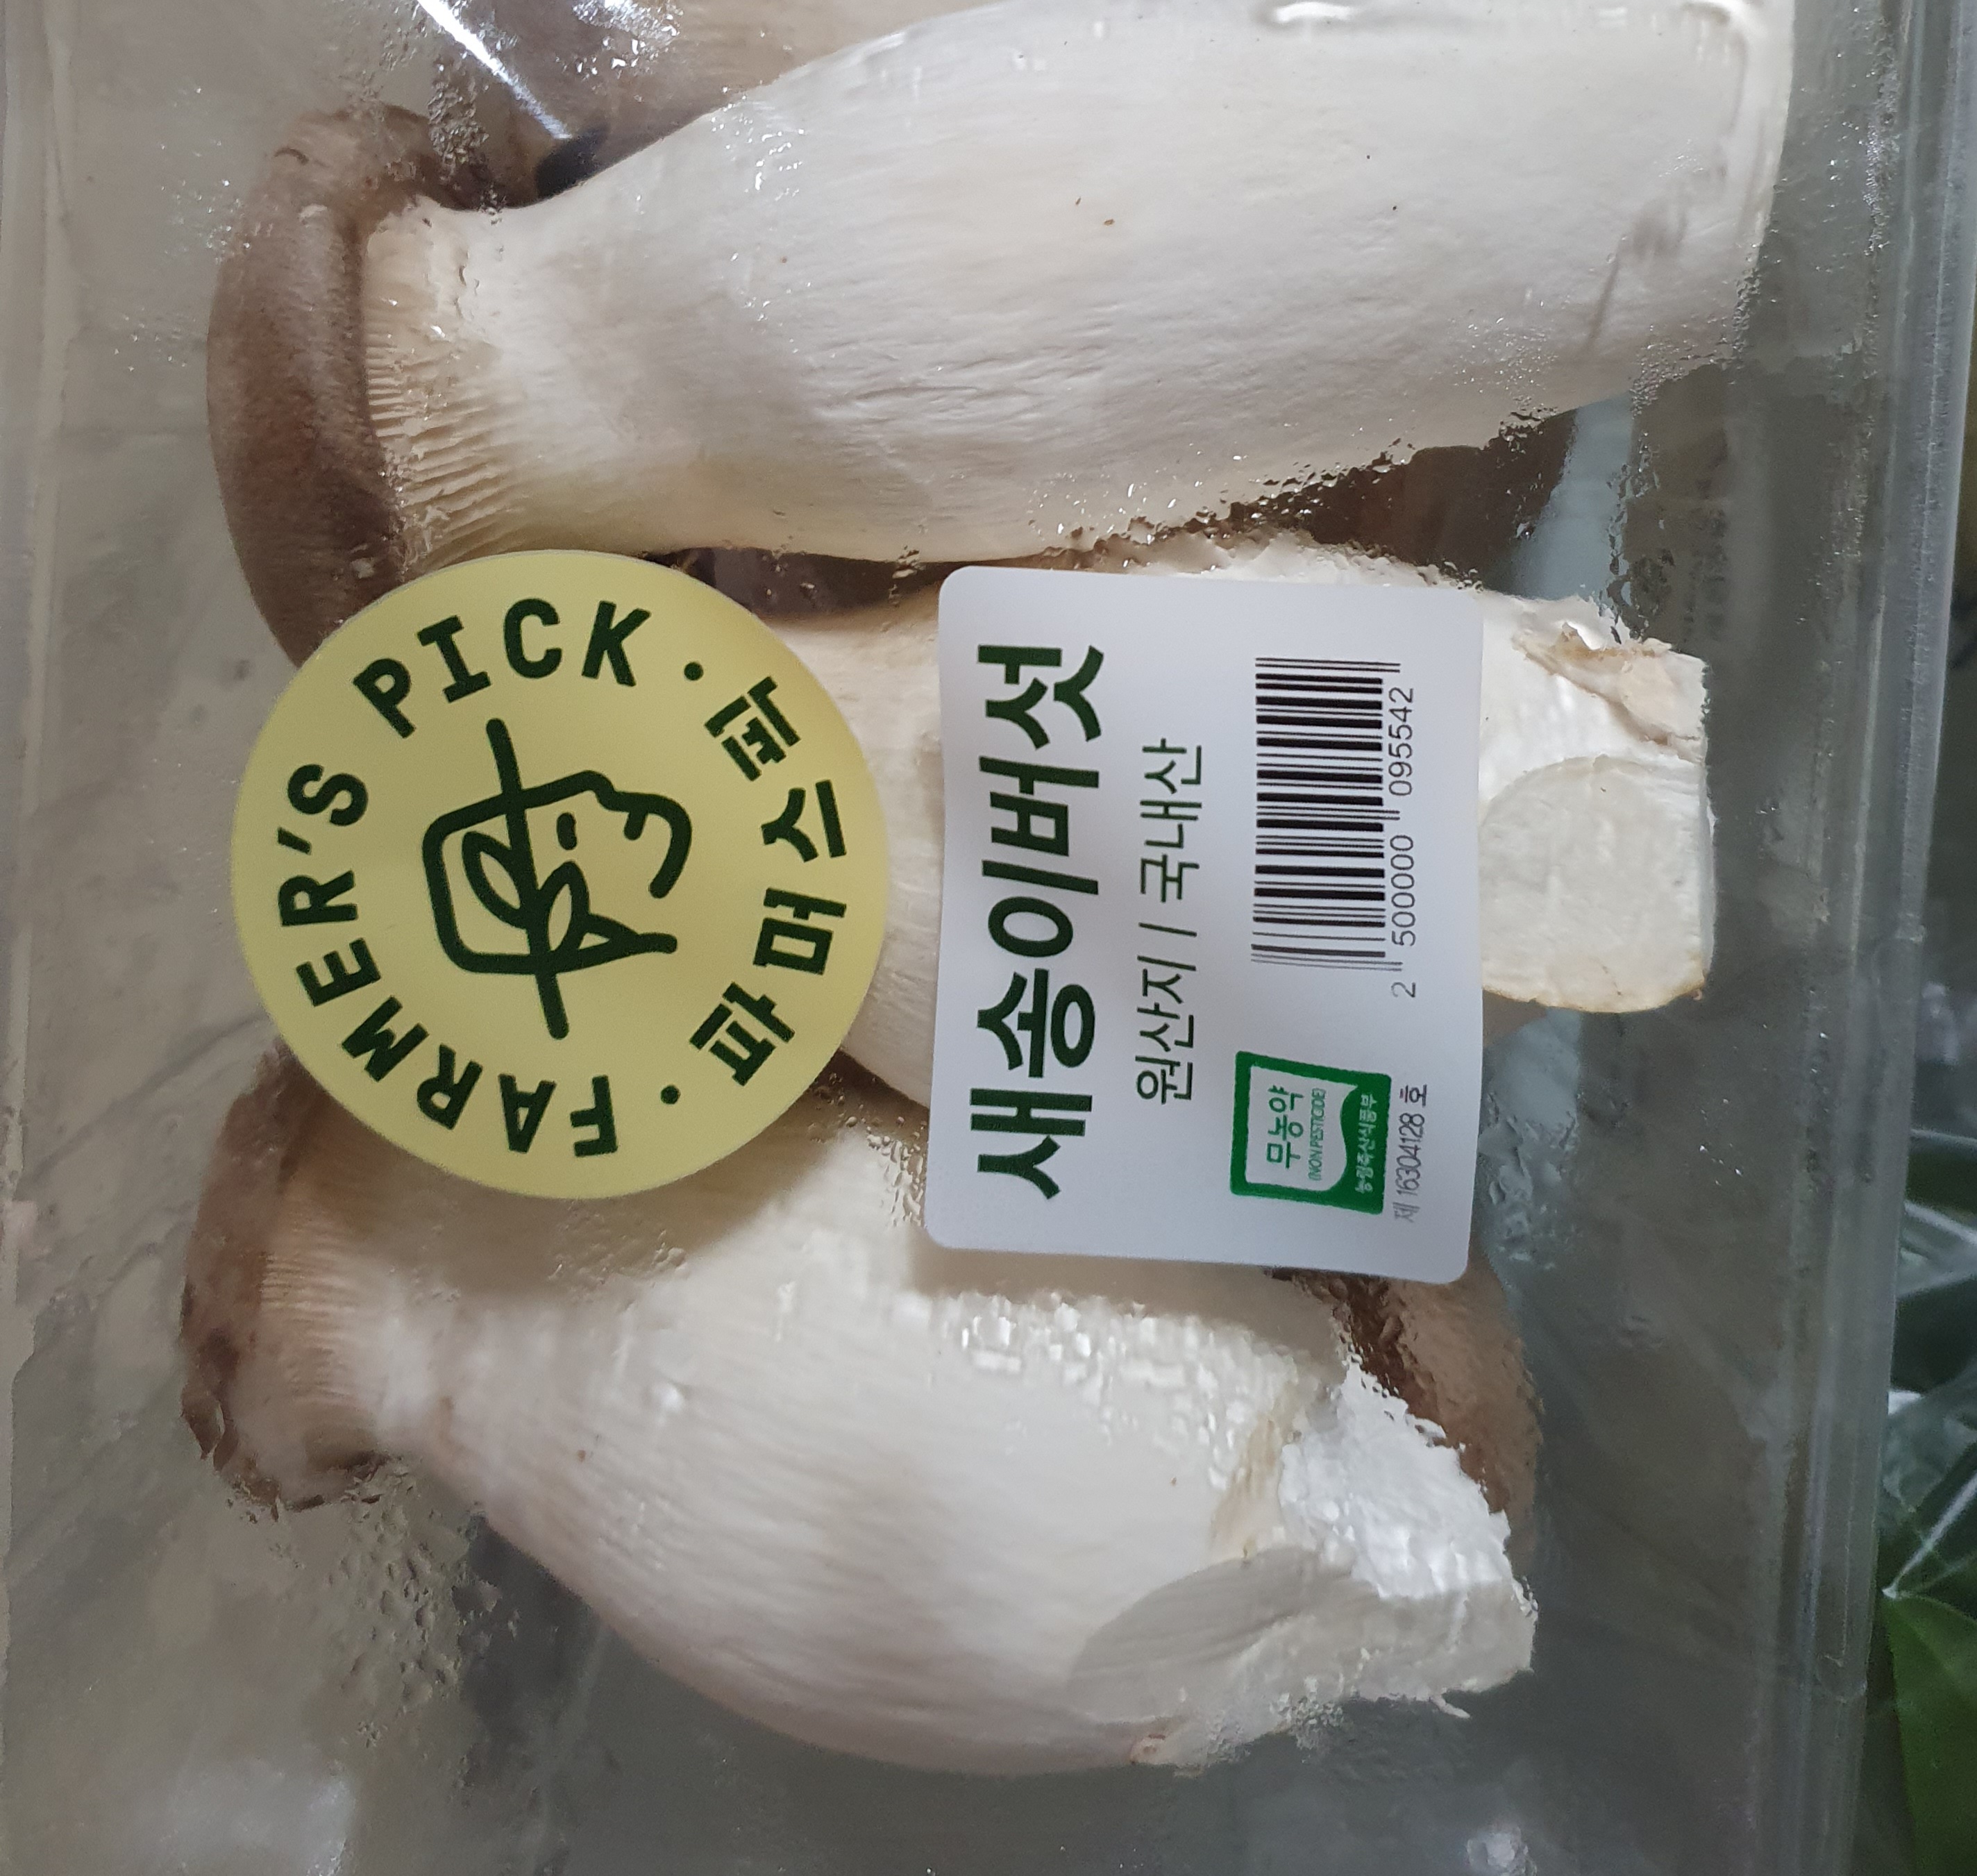 FARMER'S PICK.
파머스픽.
새송이버섯
원산지 / 국내산
무농약
(NON PESTICIDE)
농림축산식품부
제 16304128 호
2 500000 095542